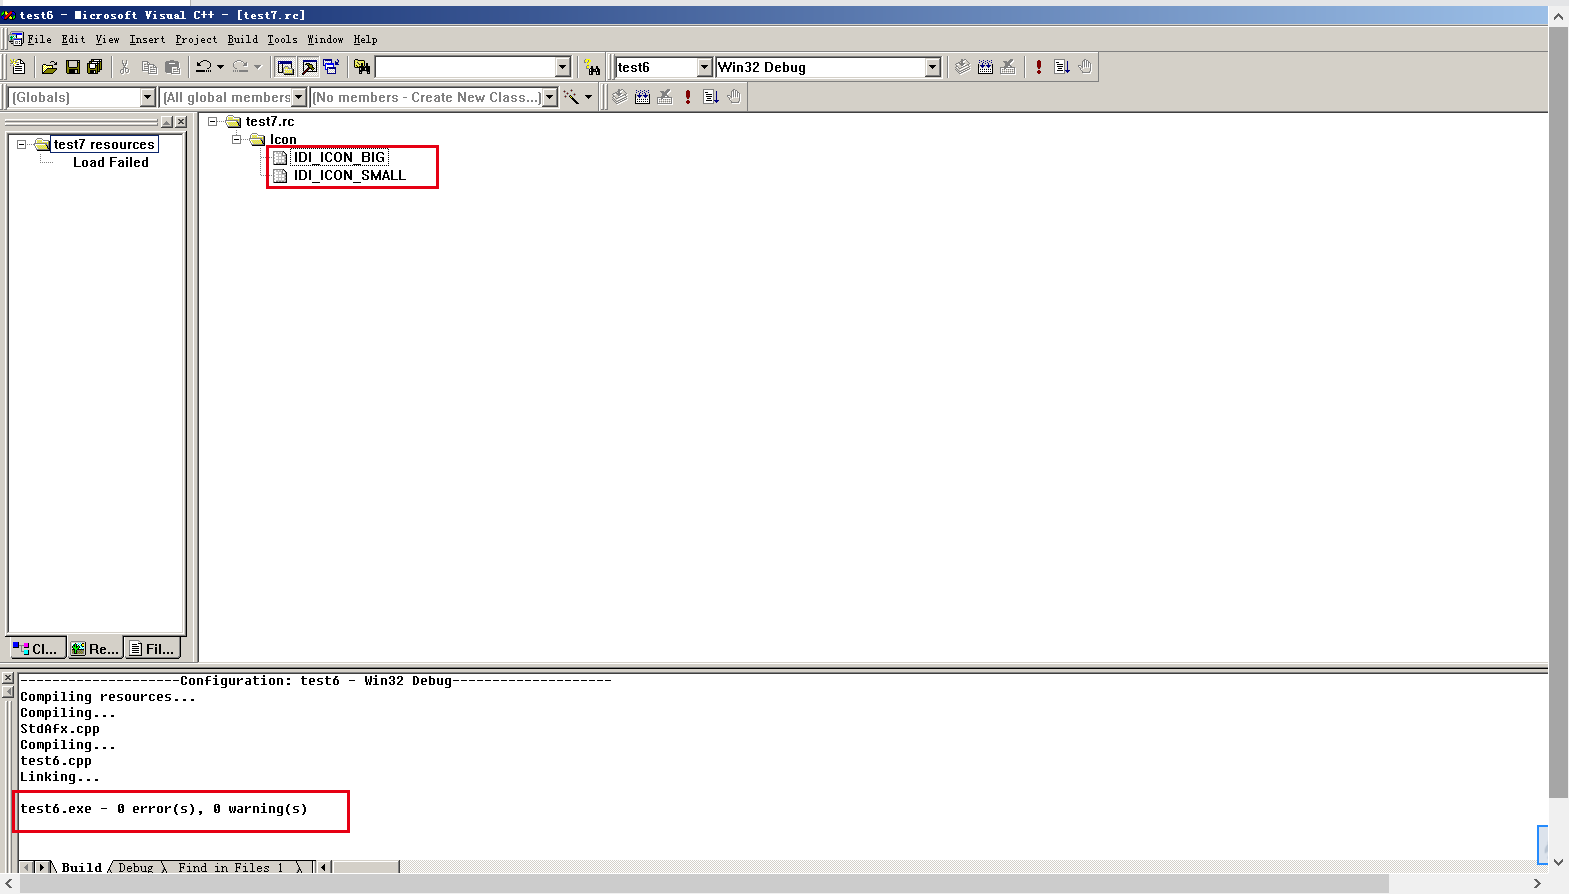 test6 - Microsoft Visual C++ - [test7.rc]
File Edit View Insert Project Build Tools Window Help
test6 Win32 Debug
(Globals) (All global members (No members - Create New Class...)
test7 resources
Load Failed
test7.rc
Icon
IDI_ICON_BIG
IDI_ICON_SMALL
Cl... Re... Fil...
--------------------Configuration: test6 - Win32 Debug--------------------
Compiling resources...
Compiling...
StdAfx.cpp
Compiling...
test6.cpp
Linking...
test6.exe - 0 error(s), 0 warning(s)
Build Debug Find in Files 1